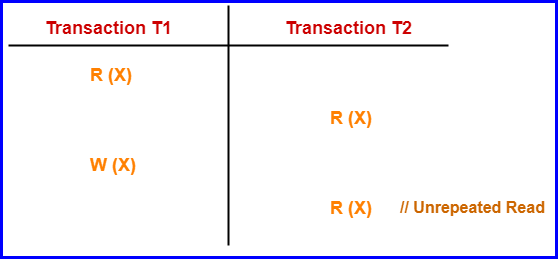 Transaction T1 Transaction T2
R (X)
R (X)
W (X)
R (X) // Unrepeated Read